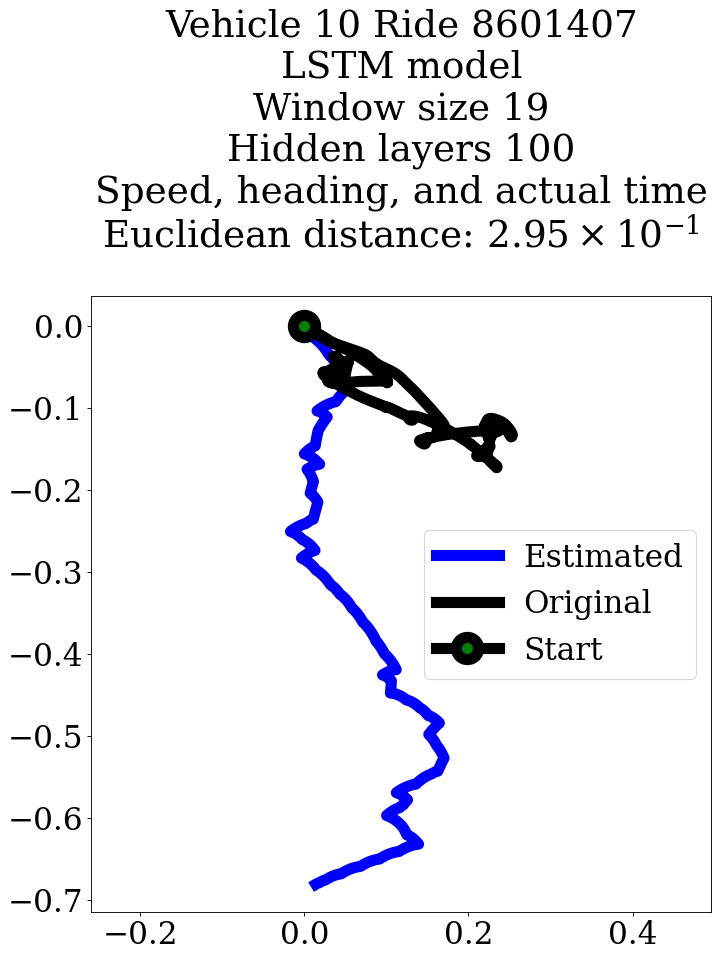 Vehicle 10 Ride 8601407
LSTM model
Window size 19
Hidden layers 100
Speed, heading, and actual time
Euclidean distance: 2.95 × 10⁻¹
0.0
−0.1
−0.2
−0.3
−0.4
−0.5
−0.6
−0.7
Estimated
Original
Start
−0.2 0.0 0.2 0.4